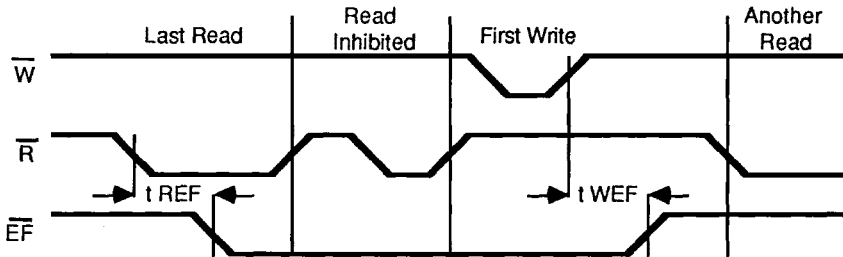 Last Read
Read
Inhibited
First Write
Another
Read
W
R
t REF
t WEF
EF